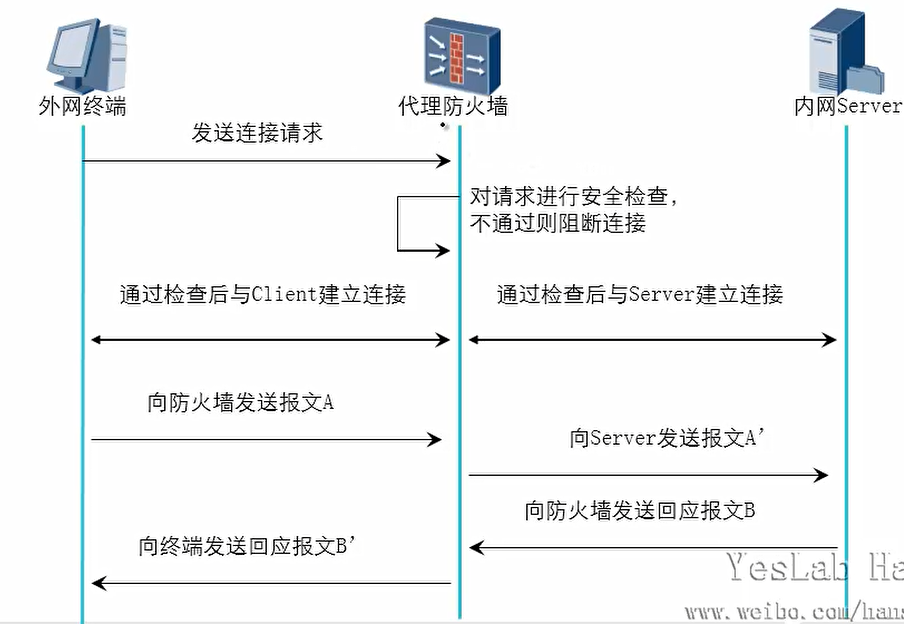 外网终端
代理防火墙
内网Server
发送连接请求
对请求进行安全检查，
不通过则阻断连接
通过检查后与Client建立连接
通过检查后与Server建立连接
向防火墙发送报文A
向Server发送报文A’
向防火墙发送回应报文B
向终端发送回应报文B’
YesLab Ha
www.weibo.com/hans